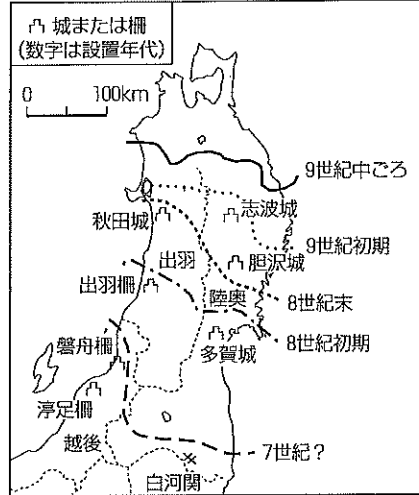 城または柵
(数字は設置年代)
0 100km
9世紀中ごろ
志波城
秋田城
9世紀初期
出羽
胆沢城
出羽柵
陸奥
8世紀末
8世紀初期
磐舟柵
多賀城
渟足柵
越後
7世紀?
白河関